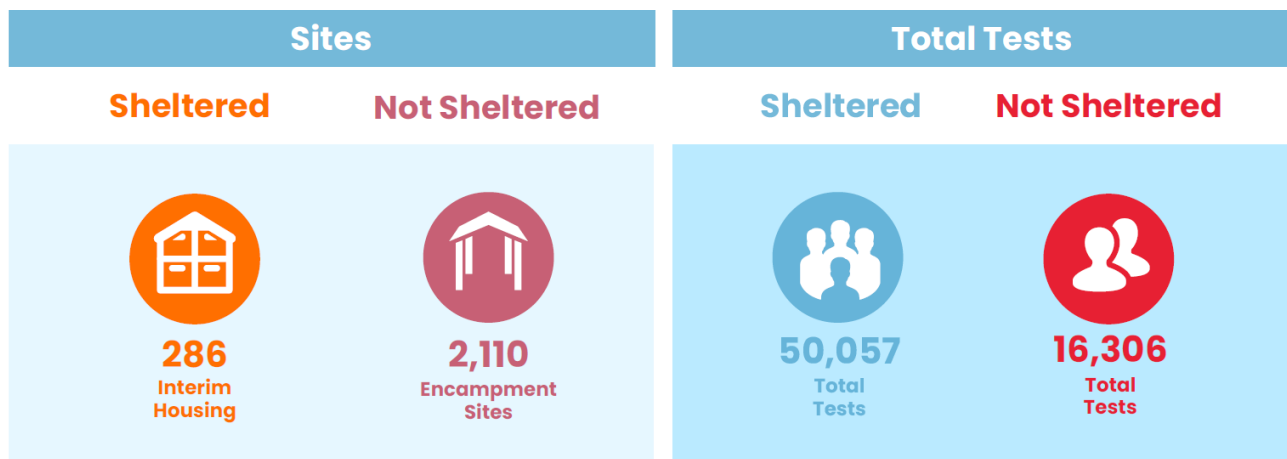 Sites
Sheltered
Not Sheltered
286
Interim
Housing
2,110
Encampment
Sites
Total Tests
Sheltered
Not Sheltered
50,057
Total
Tests
16,306
Total
Tests